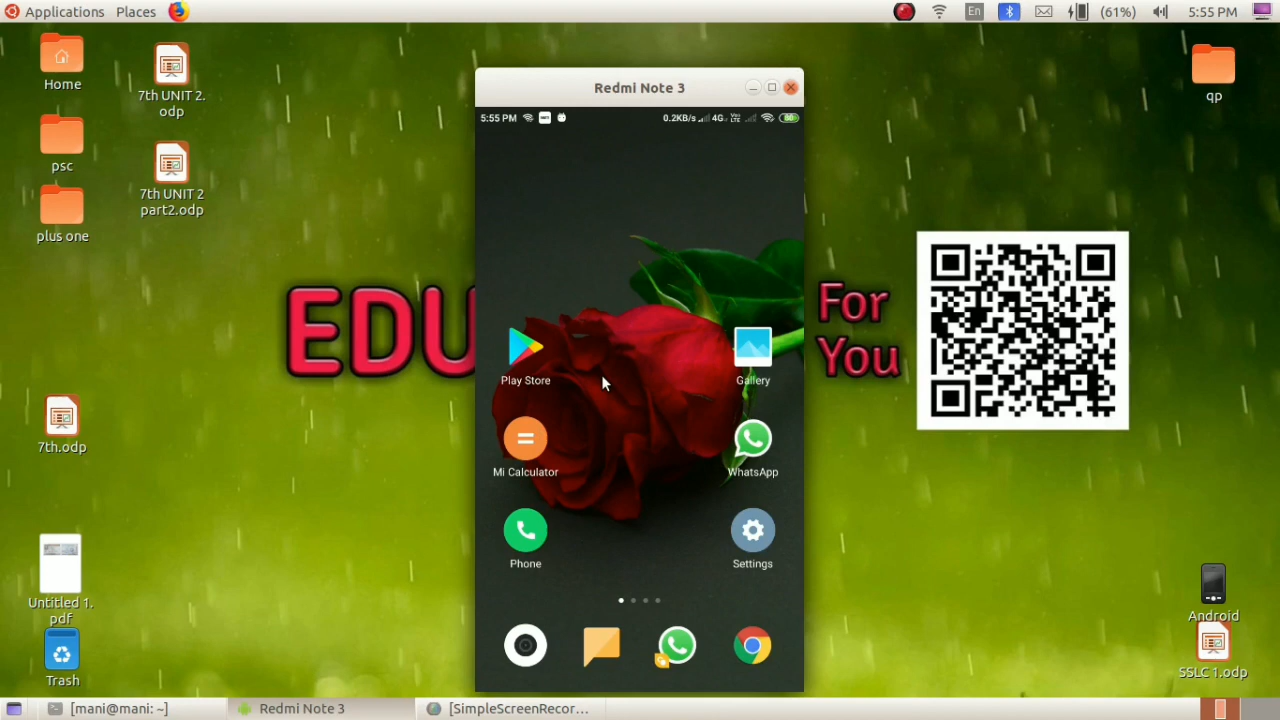 Applications Places
En
(61%)
5:55 PM
Home
7th UNIT 2.
odp
psc
7th UNIT 2
part2.odp
plus one
7th.odp
Untitled 1.
pdf
Trash
qp
Android
SSLC 1.odp
EDU
For
You
Redmi Note 3
5:55 PM
0.2KB/s
4G
Play Store
Gallery
Mi Calculator
WhatsApp
Phone
Settings
[mani@mani: ~]
Redmi Note 3
[SimpleScreenRecor...